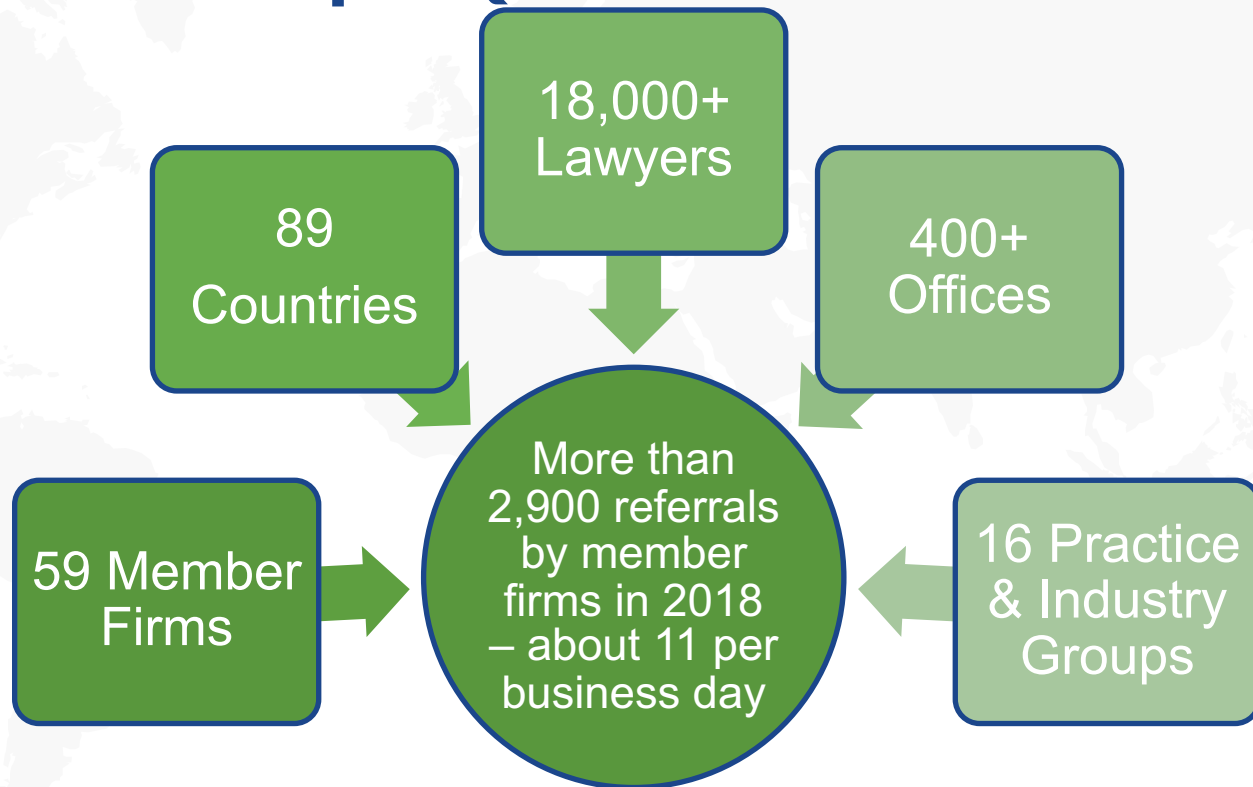 59 Member
Firms
89
Countries
18,000+
Lawyers
400+
Offices
16 Practice
& Industry
Groups
More than
2,900 referrals
by member
firms in 2018
– about 11 per
business day